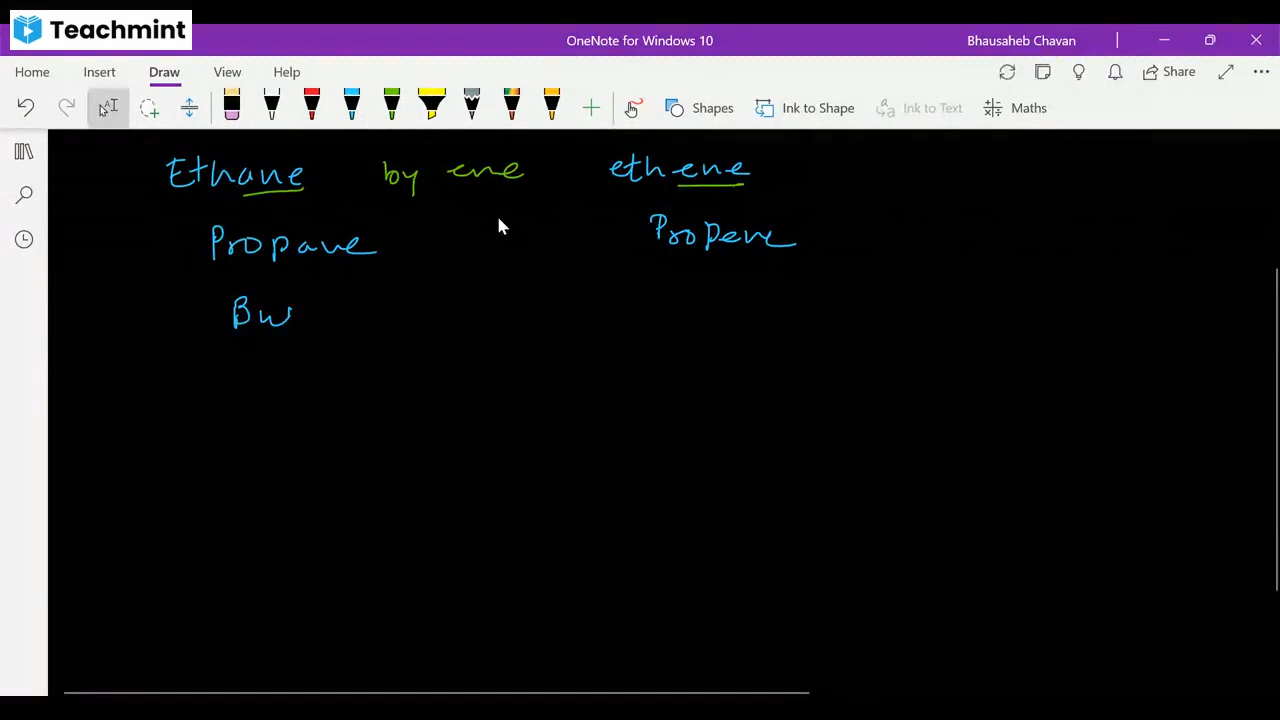 Teachmint
OneNote for Windows 10
Bhausaheb Chavan
Home Insert Draw View Help
Share
Shapes Ink to Shape Ink to Text Maths
Ethane by ene ethene
Propane Propene
Bu